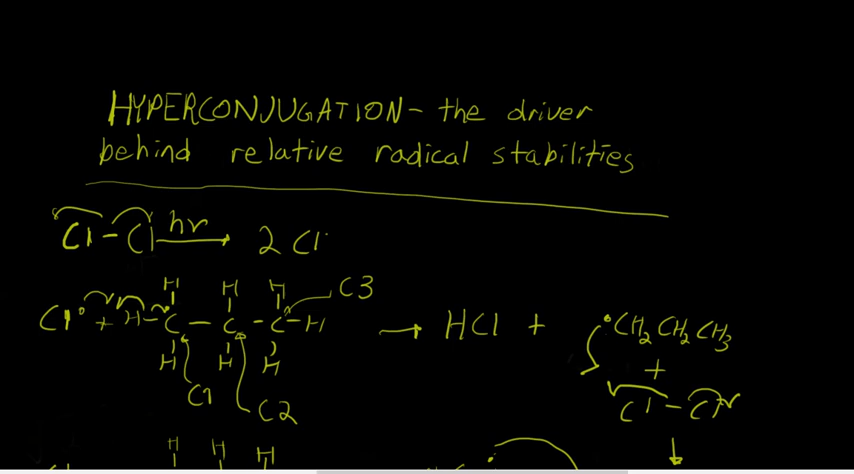 HYPERCONJUGATION - the driver
behind relative radical stabilities
Cl - Cl hν → 2 Cl·
H H H C3
Cl· + H - C - C - C - H → HCl + ·CH₂CH₂CH₃
H H H +
C1 Cl - Cl
C2
H H H